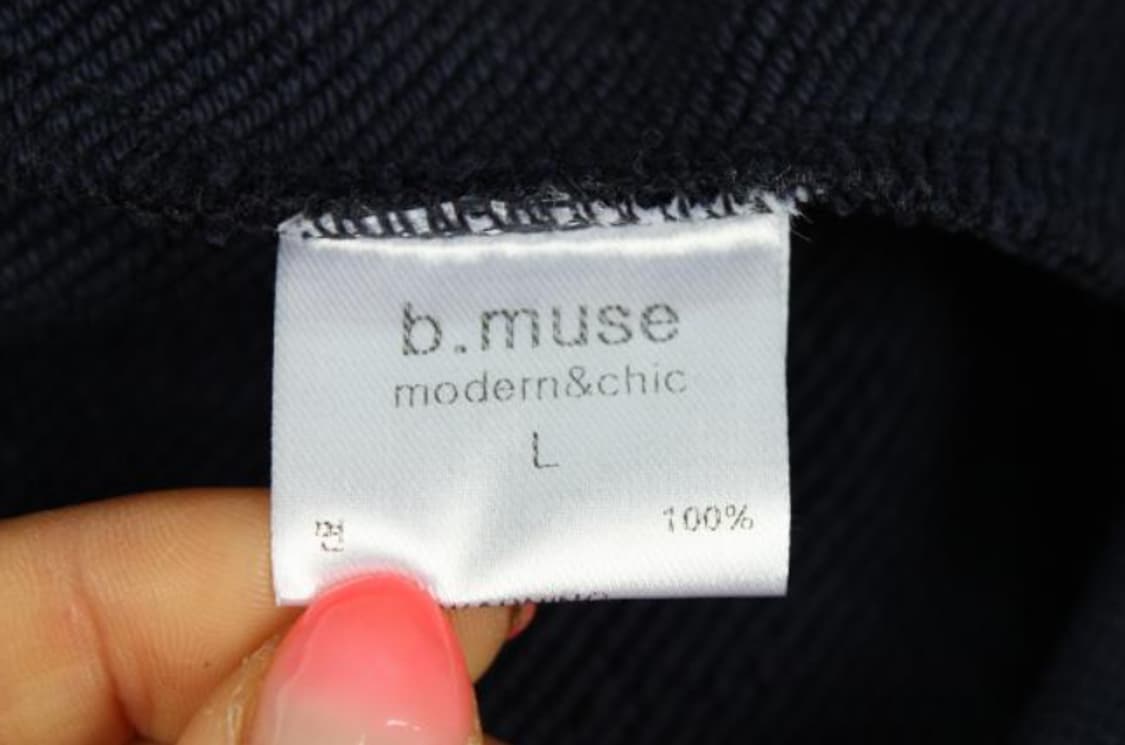 b.muse
modern&chic
L
면 100%